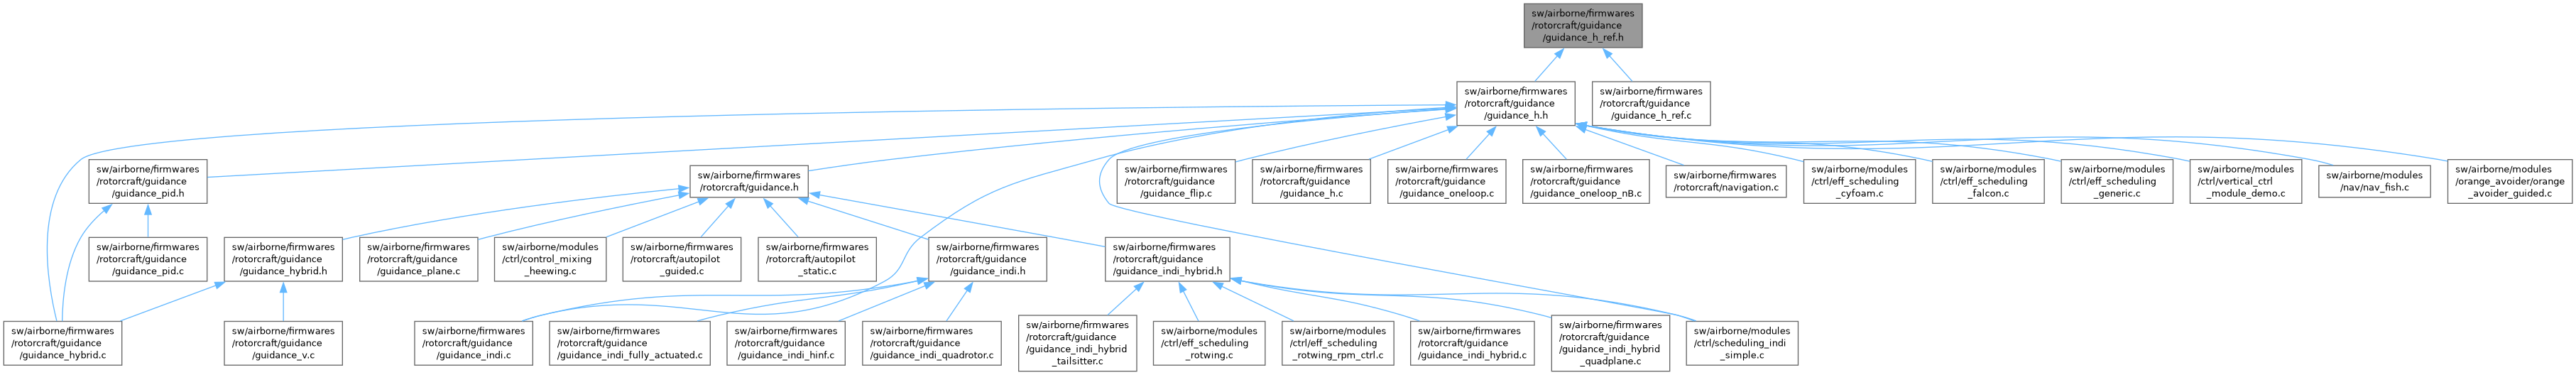 sw/airborne/firmwares
/rotorcraft/guidance
/guidance_h_ref.h
sw/airborne/firmwares
/rotorcraft/guidance
/guidance_h.h
sw/airborne/firmwares
/rotorcraft/guidance
/guidance_h_ref.c
sw/airborne/firmwares
/rotorcraft/guidance
/guidance_pid.h
sw/airborne/firmwares
/rotorcraft/guidance.h
sw/airborne/firmwares
/rotorcraft/guidance
/guidance_flip.c
sw/airborne/firmwares
/rotorcraft/guidance
/guidance_h.c
sw/airborne/firmwares
/rotorcraft/guidance
/guidance_oneloop.c
sw/airborne/firmwares
/rotorcraft/guidance
/guidance_oneloop_nB.c
sw/airborne/firmwares
/rotorcraft/navigation.c
sw/airborne/modules
/ctrl/eff_scheduling
_cyfoam.c
sw/airborne/modules
/ctrl/eff_scheduling
_falcon.c
sw/airborne/modules
/ctrl/eff_scheduling
_generic.c
sw/airborne/modules
/ctrl/vertical_ctrl
_module_demo.c
sw/airborne/modules
/nav/nav_fish.c
sw/airborne/modules
/orange_avoider/orange
_avoider_guided.c
sw/airborne/firmwares
/rotorcraft/guidance
/guidance_pid.c
sw/airborne/firmwares
/rotorcraft/guidance
/guidance_hybrid.h
sw/airborne/firmwares
/rotorcraft/guidance
/guidance_plane.c
sw/airborne/modules
/ctrl/control_mixing
_heewing.c
sw/airborne/firmwares
/rotorcraft/autopilot
_guided.c
sw/airborne/firmwares
/rotorcraft/autopilot
_static.c
sw/airborne/firmwares
/rotorcraft/guidance
/guidance_indi.h
sw/airborne/firmwares
/rotorcraft/guidance
/guidance_indi_hybrid.h
sw/airborne/firmwares
/rotorcraft/guidance
/guidance_hybrid.c
sw/airborne/firmwares
/rotorcraft/guidance
/guidance_v.c
sw/airborne/firmwares
/rotorcraft/guidance
/guidance_indi.c
sw/airborne/firmwares
/rotorcraft/guidance
/guidance_indi_fully_actuated.c
sw/airborne/firmwares
/rotorcraft/guidance
/guidance_indi_hinf.c
sw/airborne/firmwares
/rotorcraft/guidance
/guidance_indi_quadrotor.c
sw/airborne/firmwares
/rotorcraft/guidance
/guidance_indi_hybrid
_tailsitter.c
sw/airborne/modules
/ctrl/eff_scheduling
_rotwing.c
sw/airborne/modules
/ctrl/eff_scheduling
_rotwing_rpm_ctrl.c
sw/airborne/firmwares
/rotorcraft/guidance
/guidance_indi_hybrid.c
sw/airborne/firmwares
/rotorcraft/guidance
/guidance_indi_hybrid
_quadplane.c
sw/airborne/modules
/ctrl/scheduling_indi
_simple.c